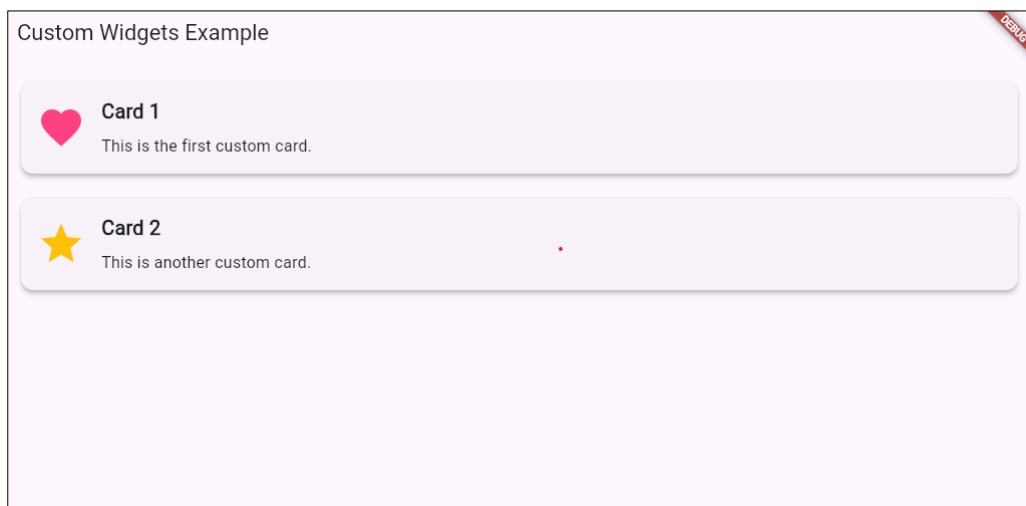 Custom Widgets Example
DEBUG
Card 1
This is the first custom card.
Card 2
This is another custom card.